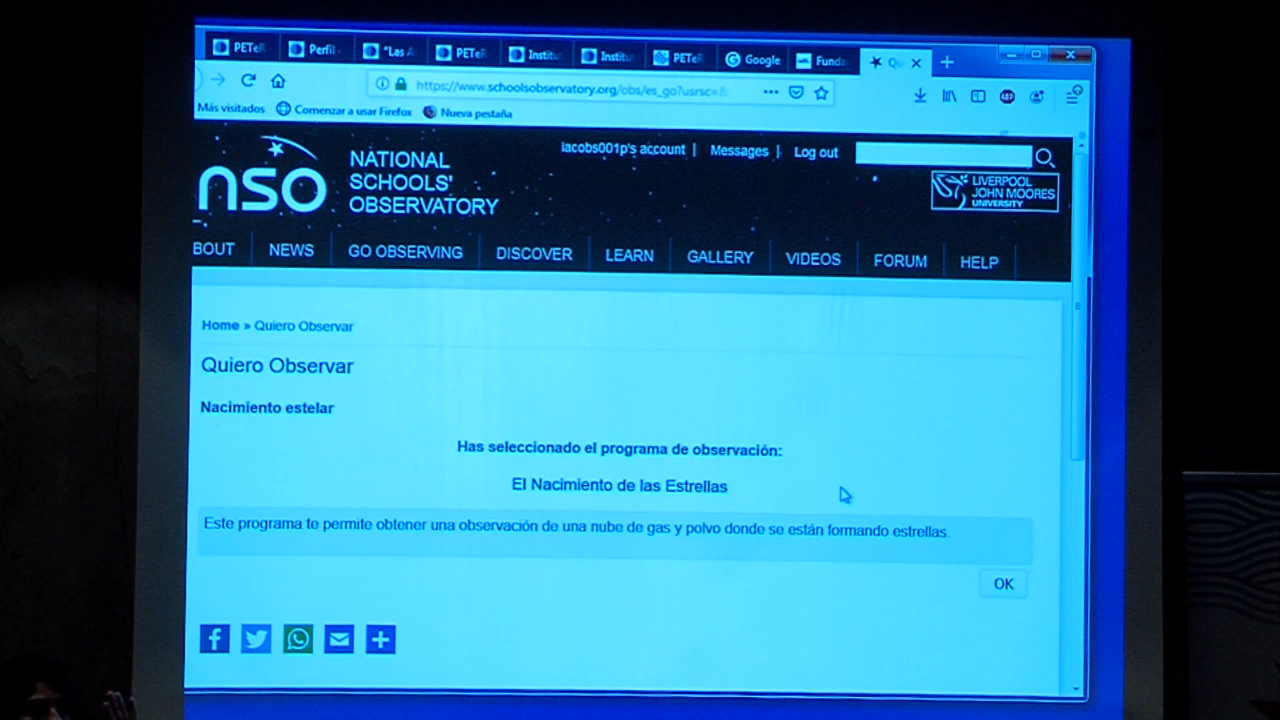 PETeR
Perfil
"Las A
PETeR
Institu
Institu
PETeR
Google
Funda
Qu
https://www.schoolsobservatory.org/obs/es_go?usrsc=&
Más visitados
Comenzar a usar Firefox
Nueva pestaña
iacobs001p's account | Messages | Log out
nso
NATIONAL
SCHOOLS'
OBSERVATORY
LIVERPOOL
JOHN MOORES
UNIVERSITY
BOUT
NEWS
GO OBSERVING
DISCOVER
LEARN
GALLERY
VIDEOS
FORUM
HELP
Home » Quiero Observar
Quiero Observar
Nacimiento estelar
Has seleccionado el programa de observación:
El Nacimiento de las Estrellas
Este programa te permite obtener una observación de una nube de gas y polvo donde se están formando estrellas.
OK